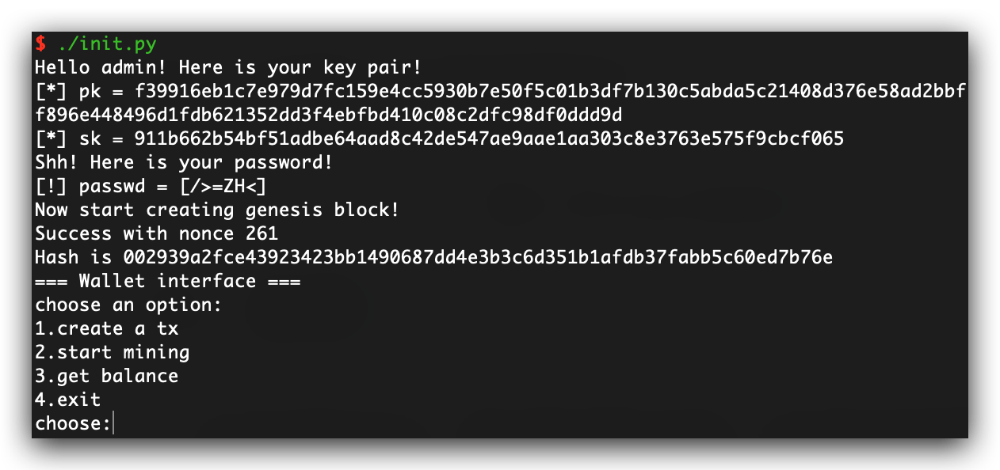 $ ./init.py
Hello admin! Here is your key pair!
[*] pk = f39916eb1c7e979d7fc159e4cc5930b7e50f5c01b3df7b130c5abda5c21408d376e58ad2bbf
f896e448496d1fdb621352dd3f4ebfbd410c08c2dfc98df0ddd9d
[*] sk = 911b662b54bf51adbe64aad8c42de547ae9aae1aa303c8e3763e575f9cbcf065
Shh! Here is your password!
[!] passwd = [/>=ZH<]
Now start creating genesis block!
Success with nonce 261
Hash is 002939a2fce43923423bb1490687dd4e3b3c6d351b1afdb37fabb5c60ed7b76e
=== Wallet interface ===
choose an option:
1.create a tx
2.start mining
3.get balance
4.exit
choose: